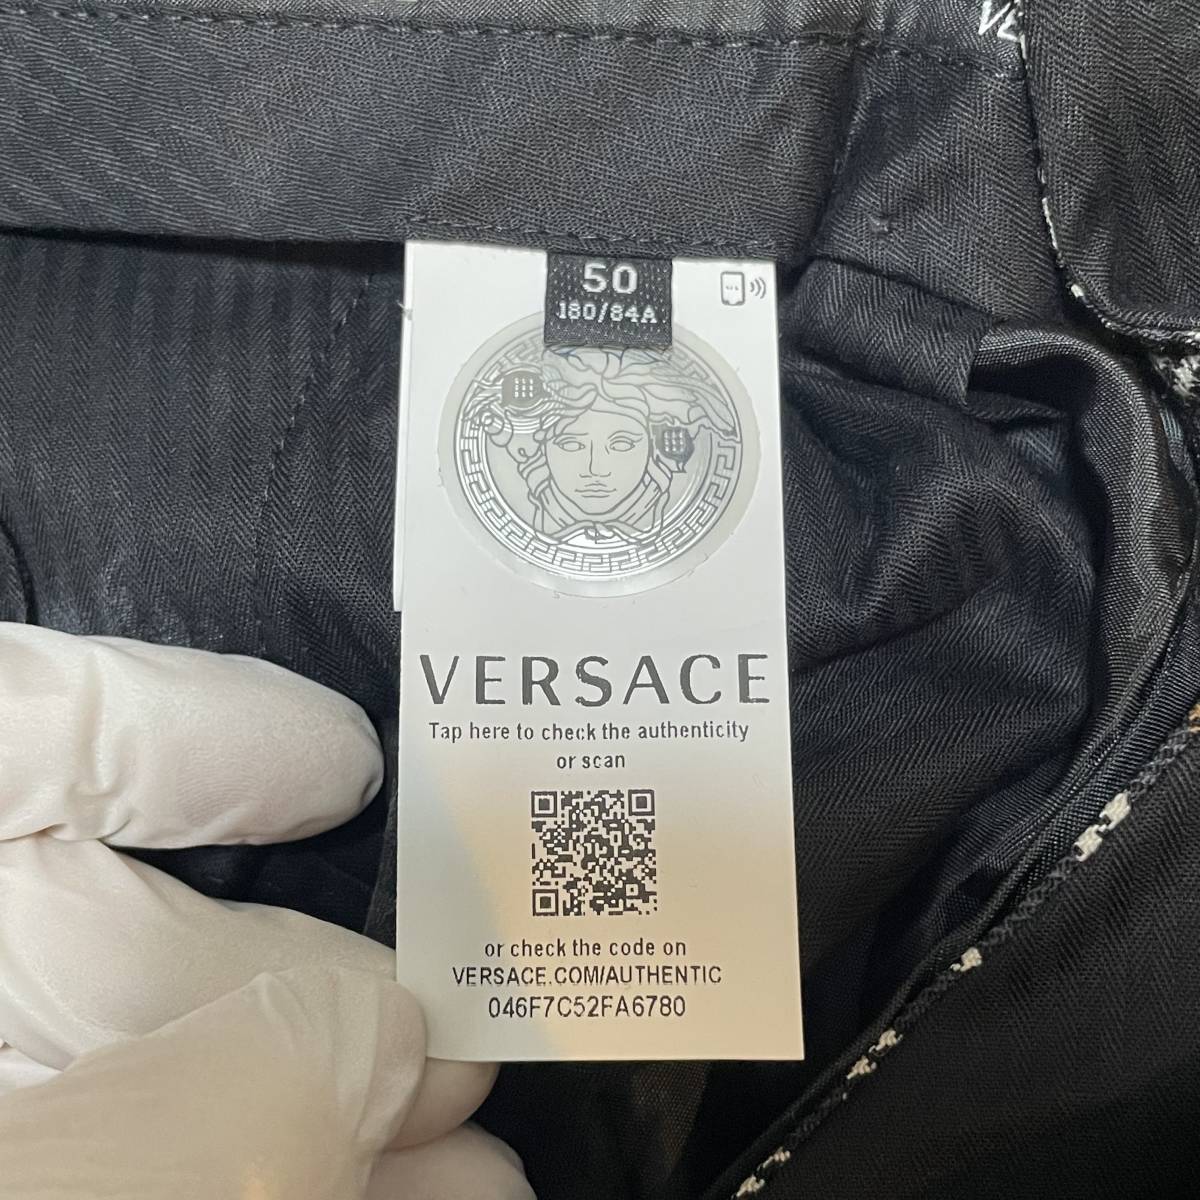 50
180/84A
VERSACE
Tap here to check the authenticity
or scan
or check the code on
VERSACE.COM/AUTHENTIC
046F7C52FA6780